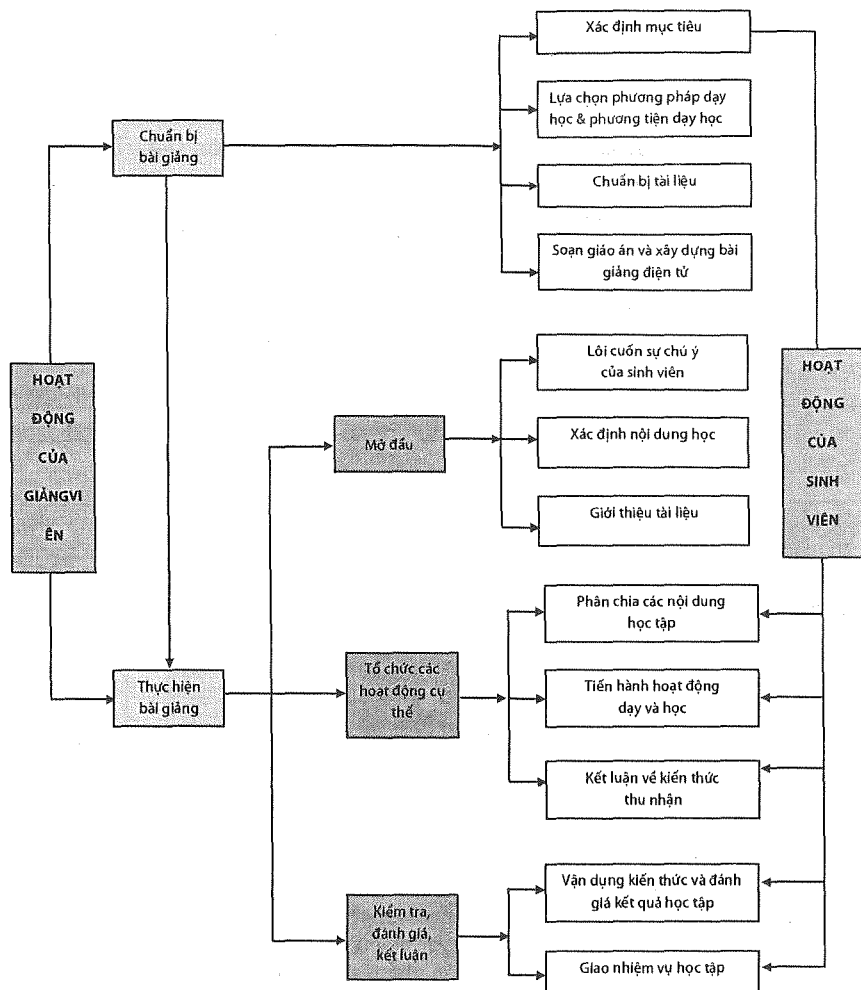 Xác định mục tiêu
Lựa chọn phương pháp dạy
học & phương tiện dạy học
Chuẩn bị
bài giảng
Chuẩn bị tài liệu
Soạn giáo án và xây dựng bài
giảng điện tử
HOẠT
ĐỘNG
CỦA
GIẢNGVI
ÊN
Lôi cuốn sự chú ý
của sinh viên
Mở đầu
Xác định nội dung học
Giới thiệu tài liệu
HOẠT
ĐỘNG
CỦA
SINH
VIÊN
Phân chia các nội dung
học tập
Thực hiện
bài giảng
Tổ chức các
hoạt động cụ
thể
Tiến hành hoạt động
dạy và học
Kết luận về kiến thức
thu nhận
Kiểm tra,
đánh giá,
kết luận
Vận dụng kiến thức và đánh
giá kết quả học tập
Giao nhiệm vụ học tập